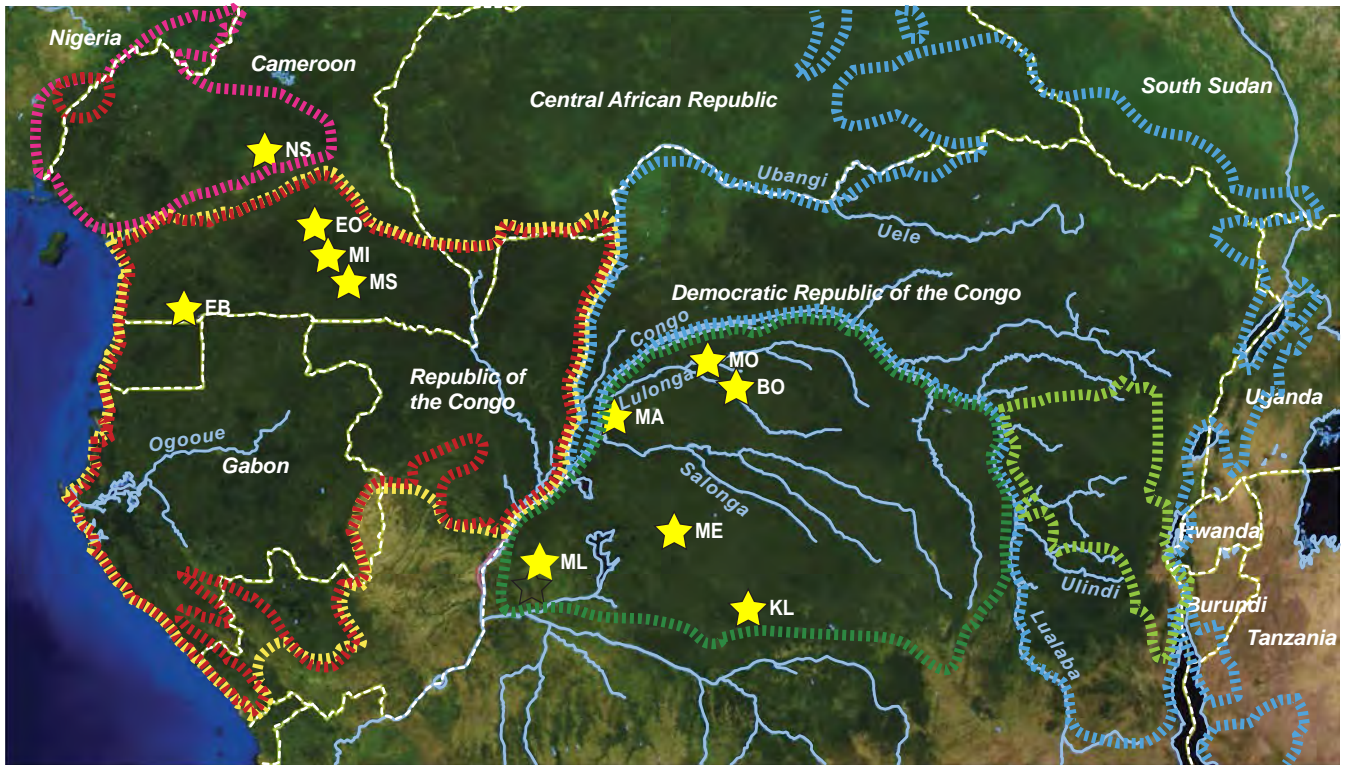 Nigeria
Cameroon
Central African Republic
South Sudan
NS
Ubangi
Uele
EO
MI
MS
EB
Democratic Republic of the Congo
Congo
MO
BO
Lulonga
MA
Republic of
the Congo
Uganda
Ogooue
Gabon
Salonga
ME
Rwanda
ML
Ulindi
KL
Burundi
Lualaba
Tanzania